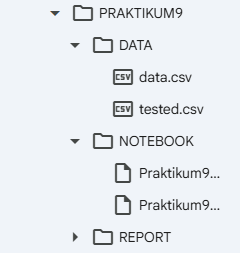 PRAKTIKUM9
DATA
CSV data.csv
CSV tested.csv
NOTEBOOK
Praktikum9...
Praktikum9...
REPORT